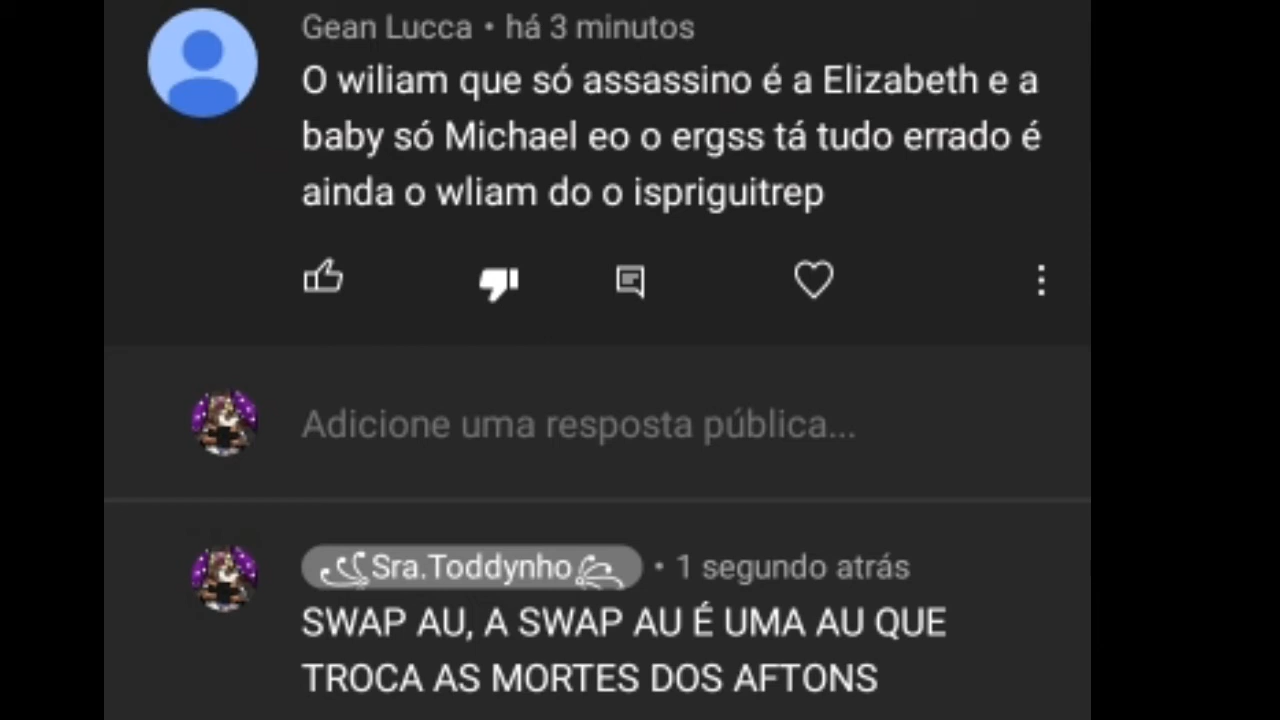 Gean Lucca • há 3 minutos
O wiliam que só assassino é a Elizabeth e a
baby só Michael eo o ergss tá tudo errado é
ainda o wliam do o ispriguitrep
Adicione uma resposta pública...
Sra.Toddynho • 1 segundo atrás
SWAP AU, A SWAP AU É UMA AU QUE
TROCA AS MORTES DOS AFTONS